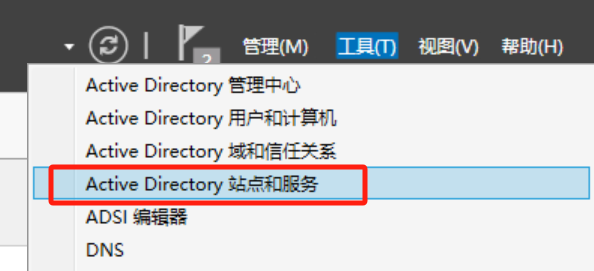 管理(M) 工具(T) 视图(V) 帮助(H)
2
Active Directory 管理中心
Active Directory 用户和计算机
Active Directory 域和信任关系
Active Directory 站点和服务
ADSI 编辑器
DNS